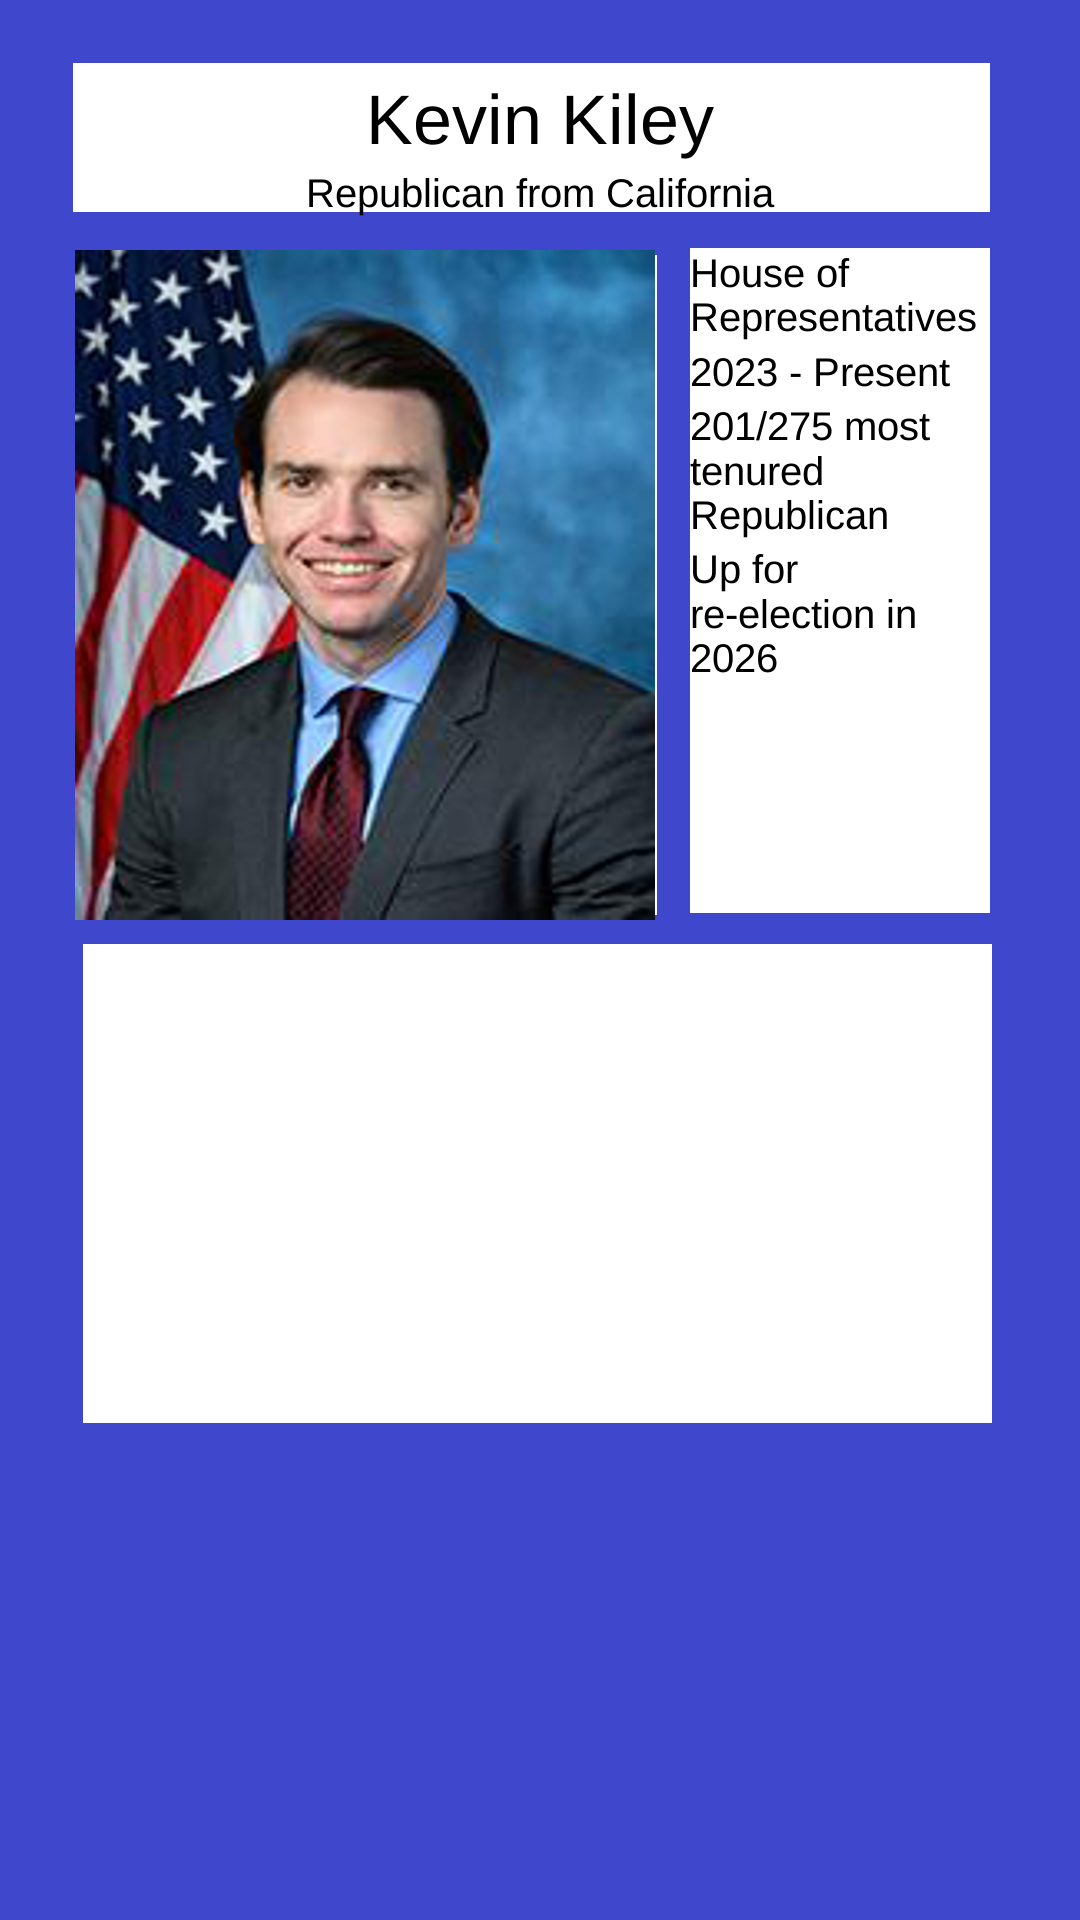 Kevin Kiley
Republican from California
House of
Representatives
2023 - Present
201/275 most
tenured
Republican
Up for
re-election in
2026